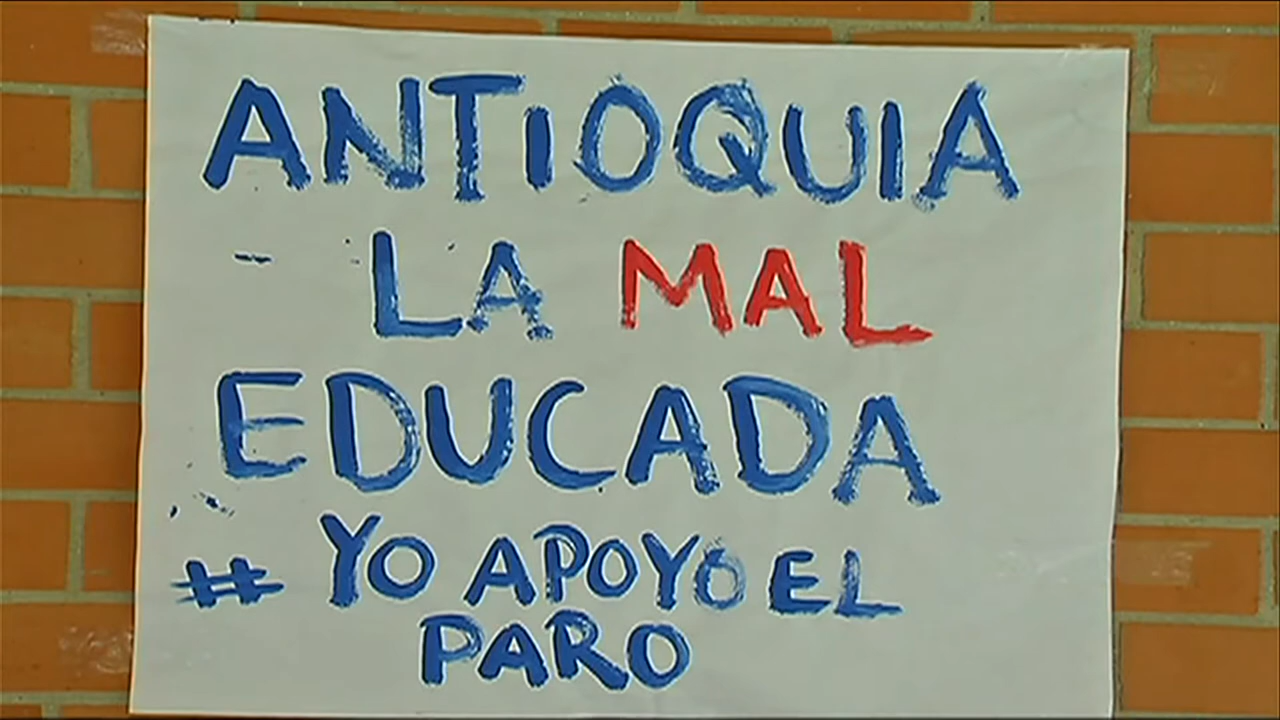 ANTIOQUIA
LA MAL
EDUCADA
# YO APOYO EL
PARO